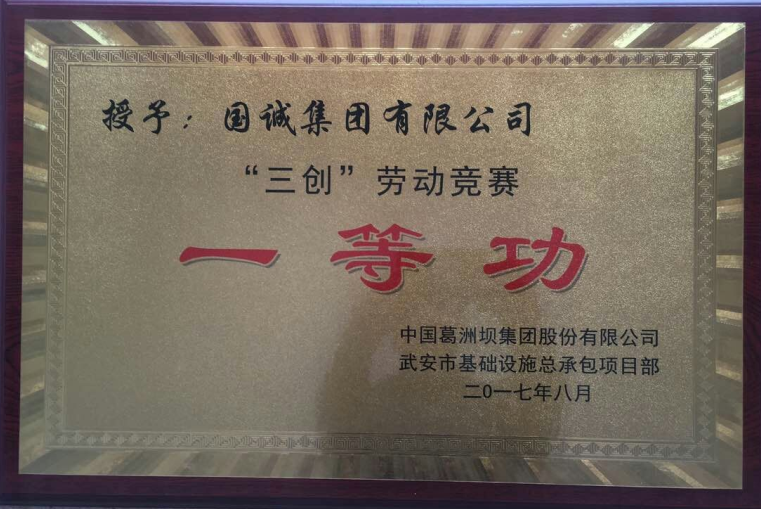 授予：国诚集团有限公司
“三创”劳动竞赛
一等功
中国葛洲坝集团股份有限公司
武安市基础设施总承包项目部
二0一七年八月